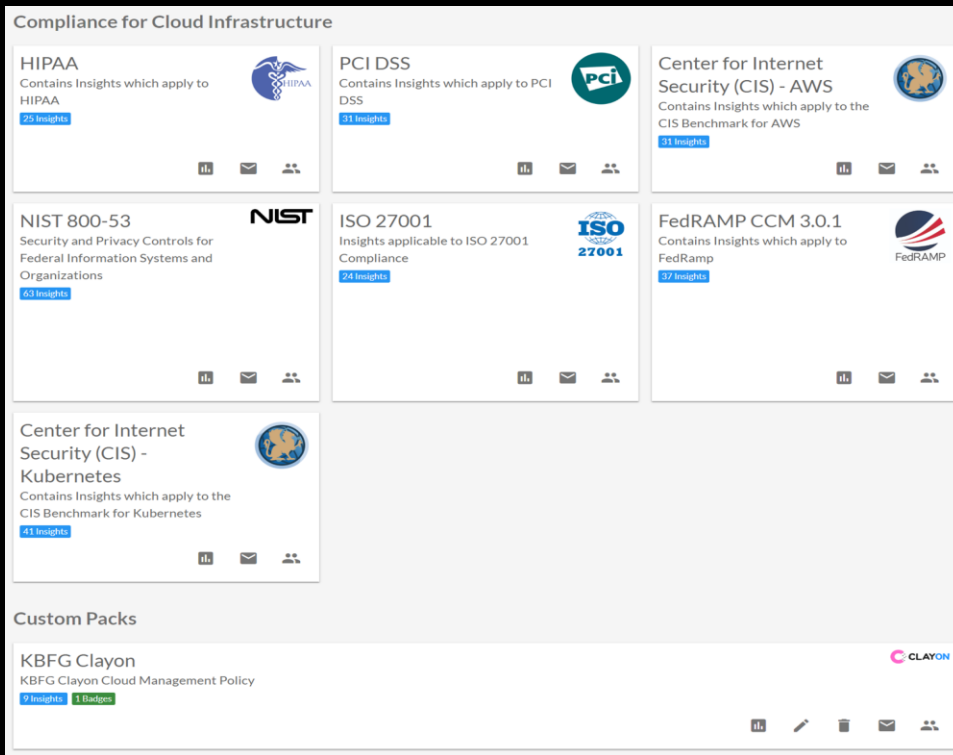 Compliance for Cloud Infrastructure
HIPAA
Contains Insights which apply to
HIPAA
25 Insights
HIPAA
PCI DSS
Contains Insights which apply to PCI
DSS
31 Insights
PCI
Center for Internet
Security (CIS) - AWS
Contains Insights which apply to the
CIS Benchmark for AWS
31 Insights
NIST 800-53
Security and Privacy Controls for
Federal Information Systems and
Organizations
63 Insights
NIST
ISO 27001
Insights applicable to ISO 27001
Compliance
24 Insights
ISO
27001
FedRAMP CCM 3.0.1
Contains Insights which apply to
FedRamp
37 Insights
FedRAMP
Center for Internet
Security (CIS) -
Kubernetes
Contains Insights which apply to the
CIS Benchmark for Kubernetes
41 Insights
Custom Packs
KBFG Clayon
KBFG Clayon Cloud Management Policy
9 Insights 1 Badges
CLAYON